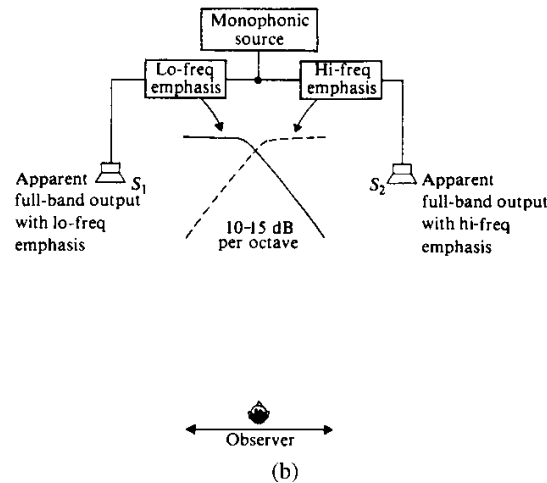 Monophonic
source
Lo-freq
emphasis
Hi-freq
emphasis
S1
Apparent
full-band output
with lo-freq
emphasis
S2
Apparent
full-band output
with hi-freq
emphasis
10-15 dB
per octave
Observer
(b)